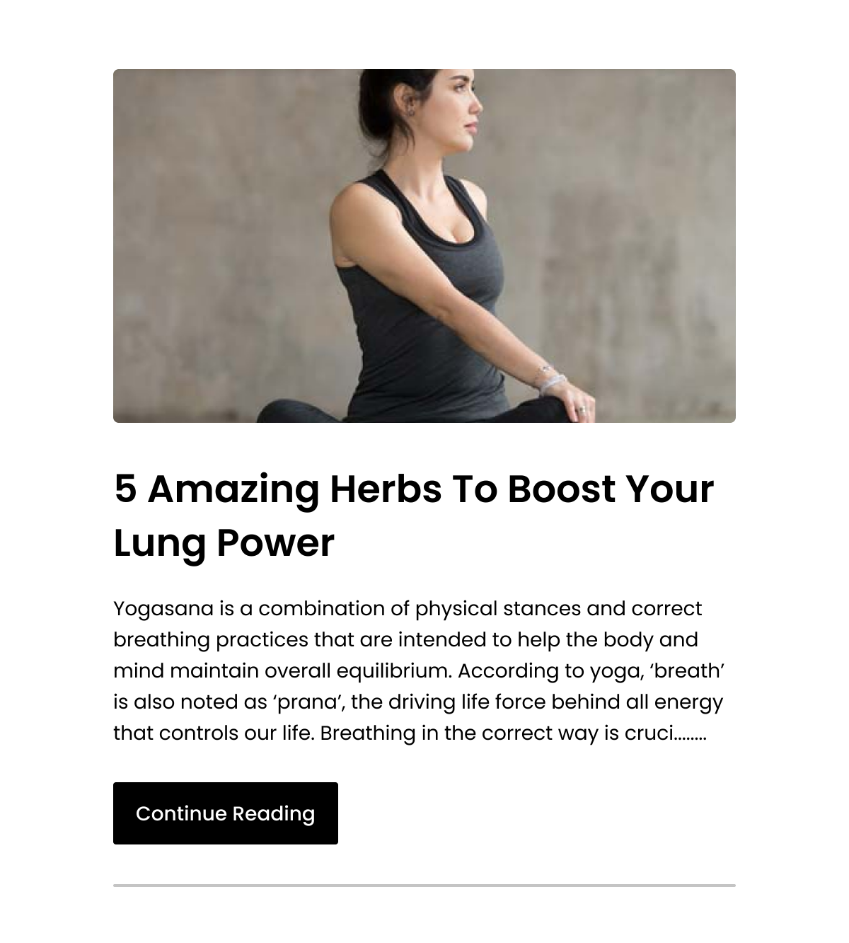 5 Amazing Herbs To Boost Your
Lung Power
Yogasana is a combination of physical stances and correct
breathing practices that are intended to help the body and
mind maintain overall equilibrium. According to yoga, ‘breath’
is also noted as ‘prana’, the driving life force behind all energy
that controls our life. Breathing in the correct way is cruci........
Continue Reading